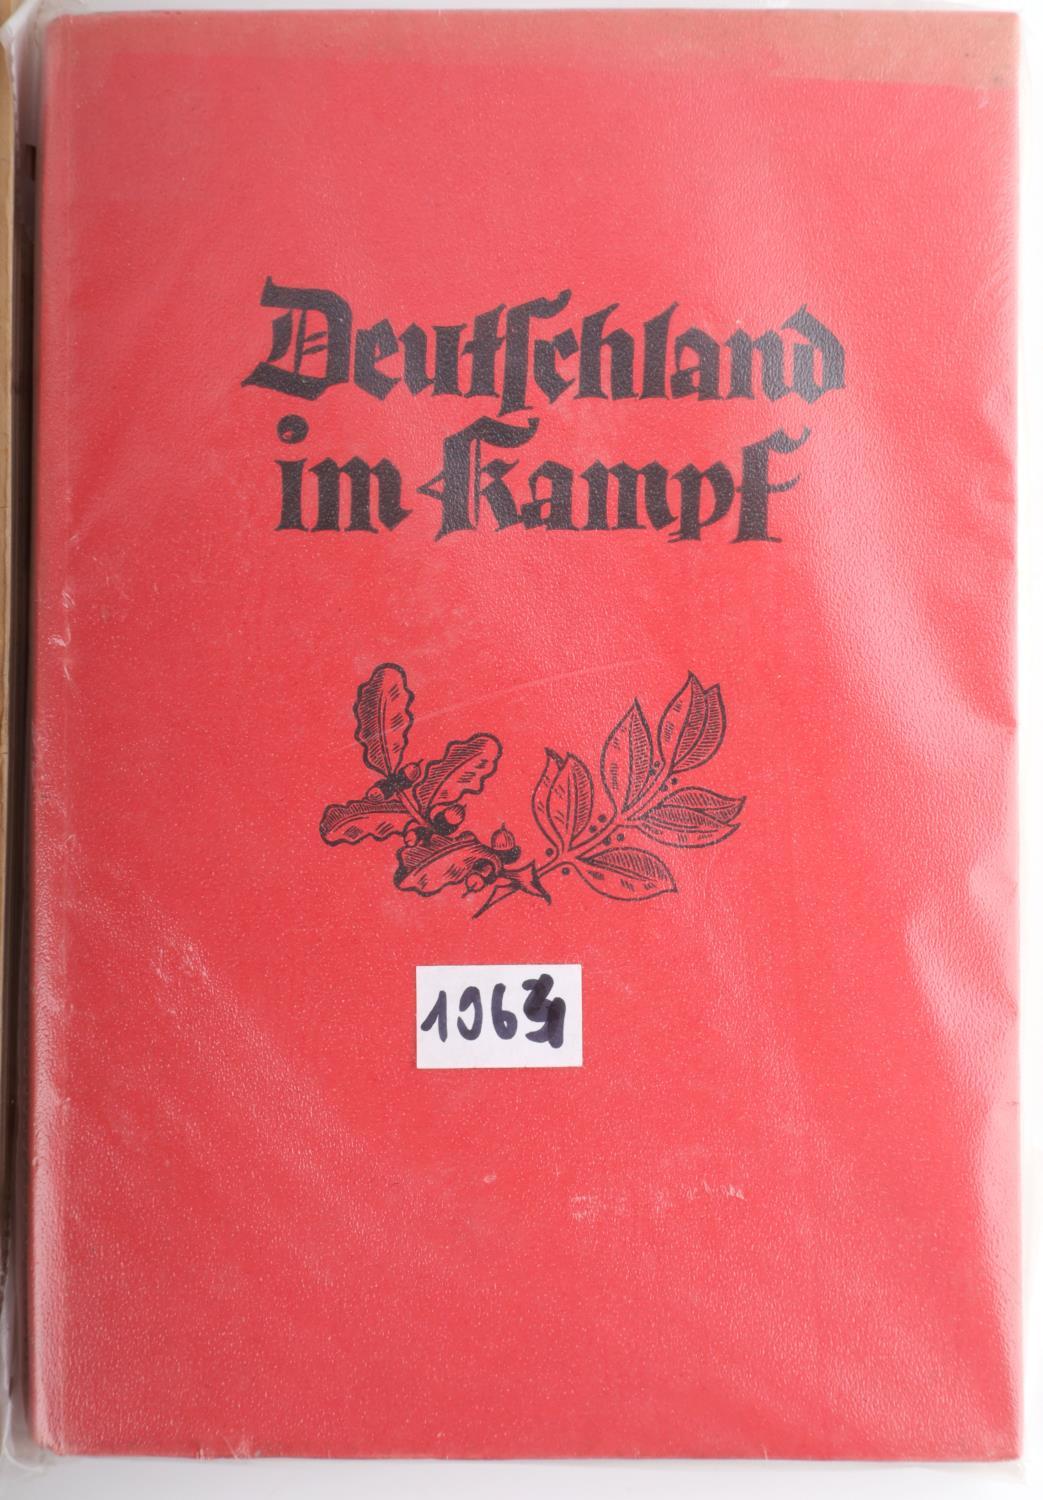 Deutschland
im Kampf